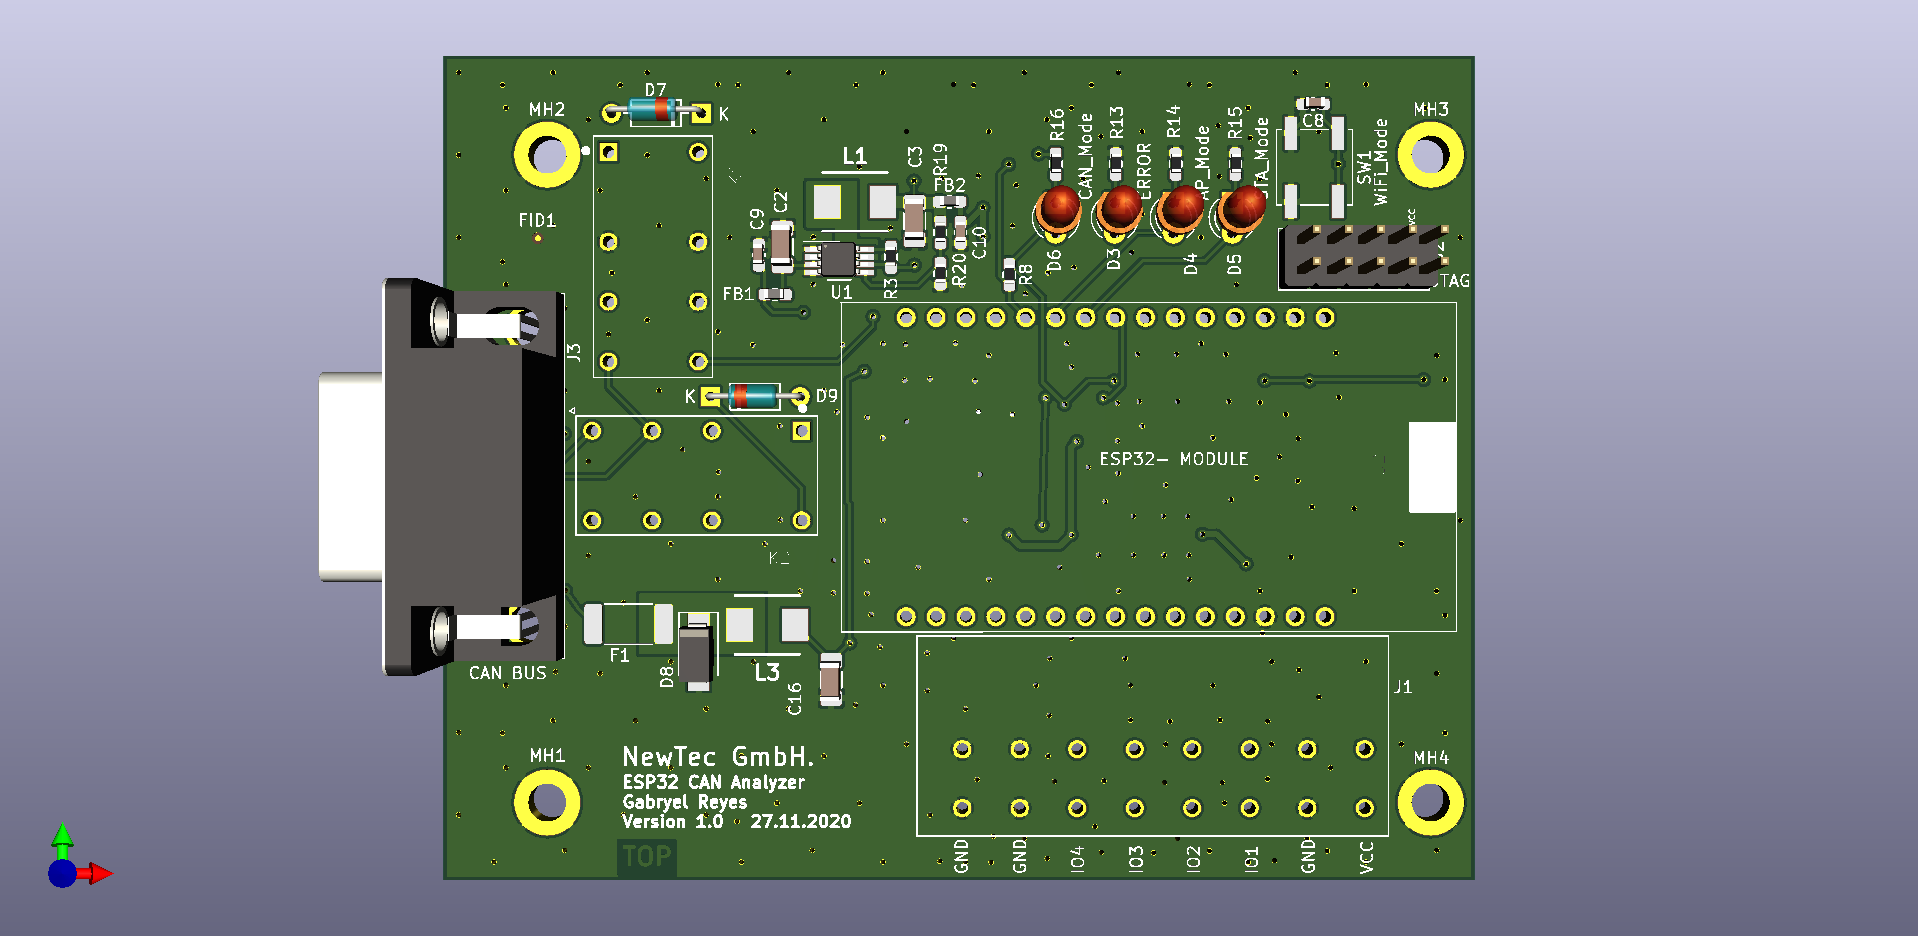 D7
K
MH2
MH3
R16
R13
R14
R15
C8
CAN_Mode
ERROR
AP_Mode
STA_Mode
SW1
WiFi_Mode
L1
C3
R19
FB2
C2
C9
C10
FID1
D6
D3
D4
D5
VCC
TAG
FB1
U1
R3
R20
R8
J3
K
D9
ESP32- MODULE
F1
D8
L3
C16
CAN BUS
J1
MH1
MH4
NewTec GmbH.
ESP32 CAN Analyzer
Gabryel Reyes
Version 1.0 27.11.2020
TOP
GND
GND
IO4
IO3
IO2
IO1
GND
VCC